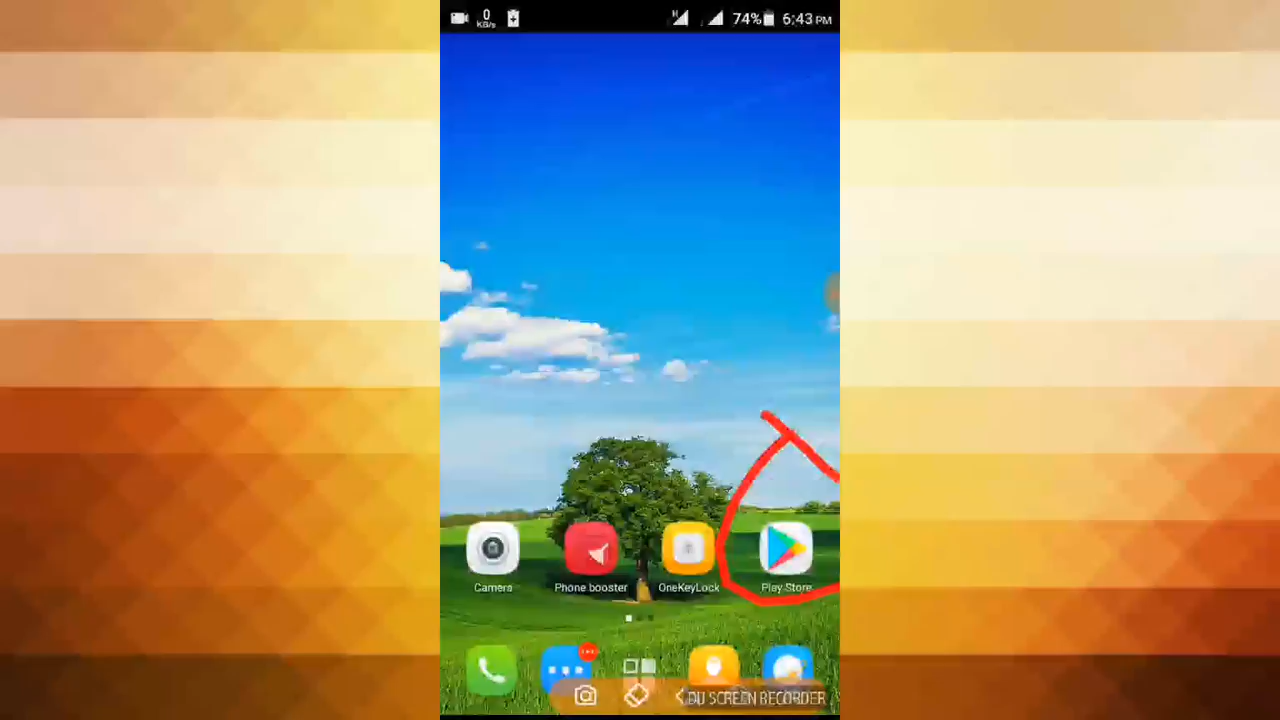 0
KB/s
H
74%
6:43 PM
Camera
Phone booster
OneKeyLock
Play Store
DU SCREEN RECORDER